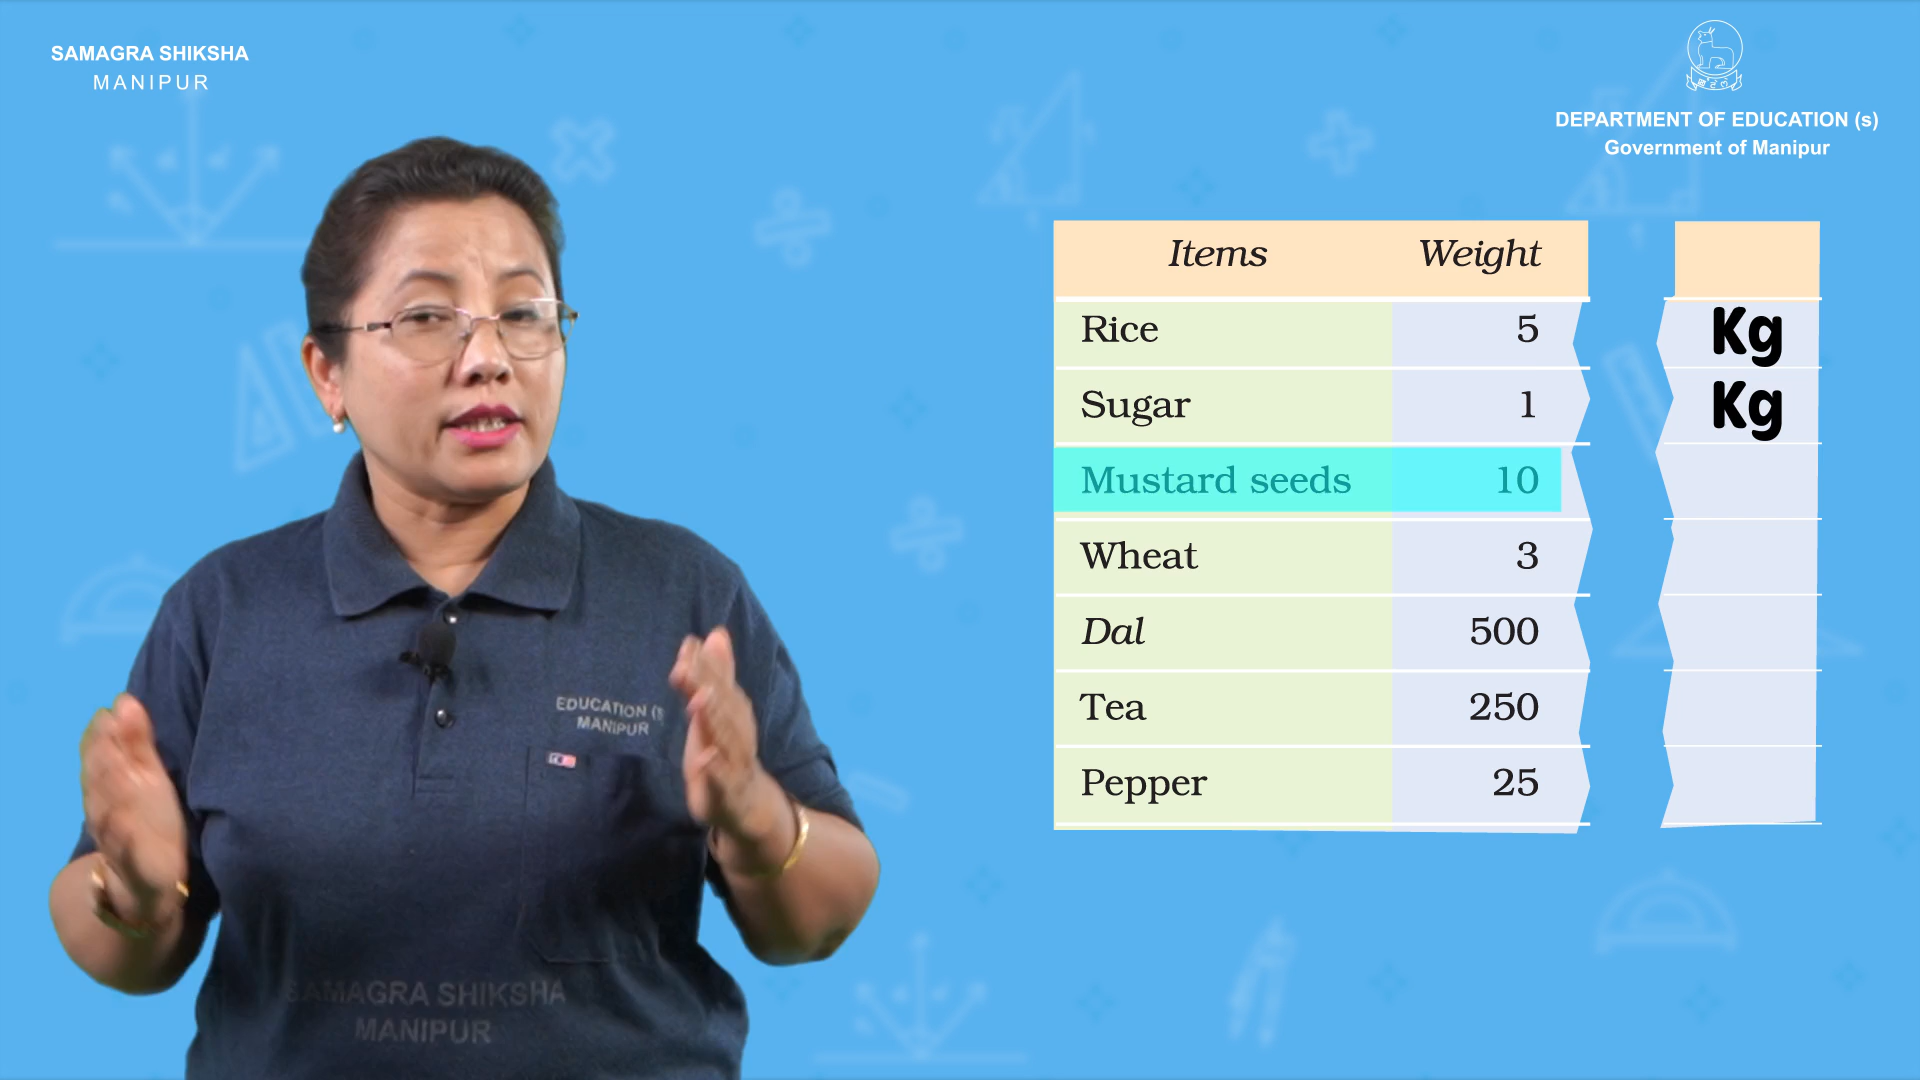 SAMAGRA SHIKSHA
MANIPUR
DEPARTMENT OF EDUCATION (s)
Government of Manipur
Items Weight
Rice 5 Kg
Sugar 1 Kg
Mustard seeds 10
Wheat 3
Dal 500
Tea 250
Pepper 25
EDUCATION (S
MANIPUR
SAMAGRA SHIKSHA
MANIPUR